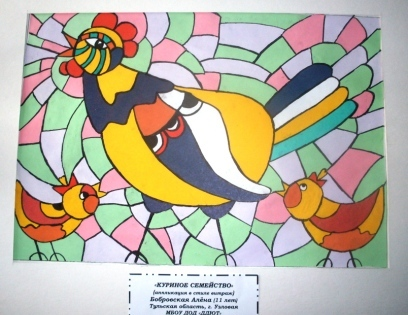 «КУРИНОЕ СЕМЕЙСТВО»
(аппликация в стиле витраж)
Бобровская Алёна (11 лет)
Тульская область, г. Узловая
МБОУ ДОД «ДДЮТ»